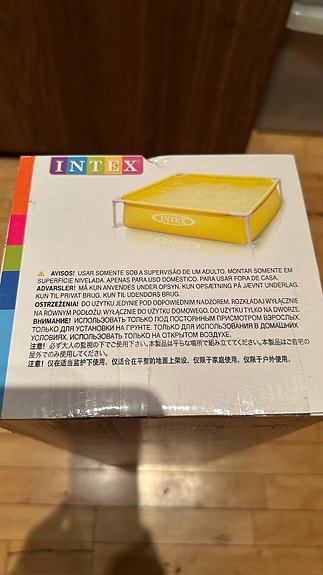 INTEX
INTEX
⚠ AVISOS! USAR SOMENTE SOB A SUPERVISÃO DE UM ADULTO. MONTAR SOMENTE EM
SUPERFÍCIE NIVELADA. APENAS PARA USO DOMÉSTICO. PARA USAR FORA DE CASA.
ADVARSLER! MÅ KUN ANVENDES UNDER OPSYN. KUN OPSÆTNING PÅ JÆVNT UNDERLAG.
KUN TIL PRIVAT BRUG. KUN TIL UDENDØRS BRUG.
OSTRZEŻENIA! DO UŻYTKU JEDYNIE POD ODPOWIEDNIM NADZOREM. ROZKŁADAJ WYŁĄCZNIE
NA RÓWNYM PODŁOŻU. WYŁĄCZNIE DO UŻYTKU DOMOWEGO. DO UŻYTKU TYLKO NA DWORZE.
ВНИМАНИЕ! ИСПОЛЬЗОВАТЬ ТОЛЬКО ПОД ПОСТОЯННЫМ ПРИСМОТРОМ ВЗРОСЛЫХ.
ТОЛЬКО ДЛЯ УСТАНОВКИ НА ГРУНТЕ. ТОЛЬКО ДЛЯ ИСПОЛЬЗОВАНИЯ В ДОМАШНИХ
УСЛОВИЯХ. ИСПОЛЬЗОВАТЬ ТОЛЬКО НА ОТКРЫТОМ ВОЗДУХЕ.
注意! 必ず大人の監視の下でご使用下さい。本製品は平らな場所で組み立ててください。本製品はご自宅の
屋外でのみ使用してください。
注意! 仅在适当监护下使用。仅适合在平整的地面上架设。仅限于家庭使用。仅限于户外使用。